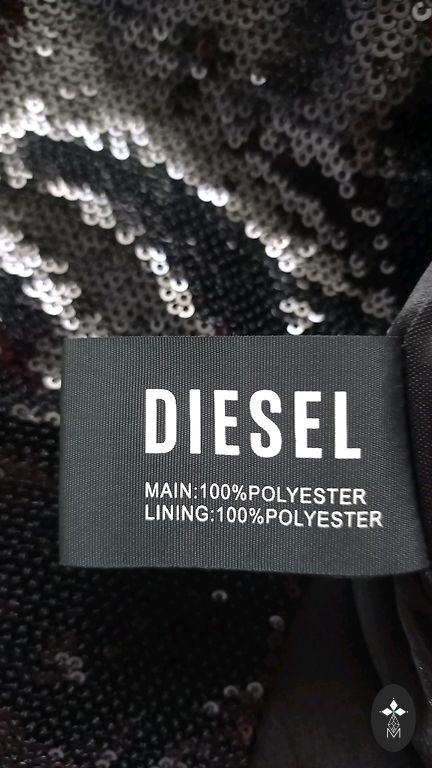 DIESEL
MAIN:100%POLYESTER
LINING:100%POLYESTER
M